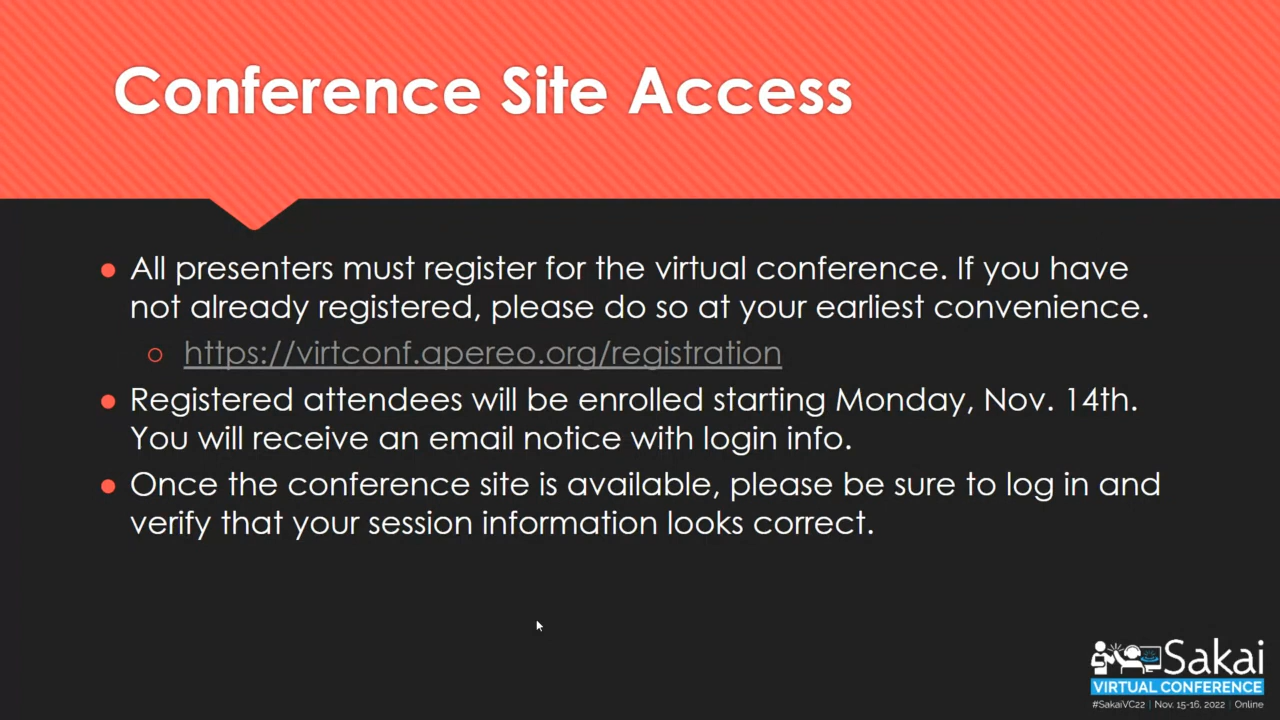 Conference Site Access
● All presenters must register for the virtual conference. If you have
not already registered, please do so at your earliest convenience.
○ https://virtconf.apereo.org/registration
● Registered attendees will be enrolled starting Monday, Nov. 14th.
You will receive an email notice with login info.
● Once the conference site is available, please be sure to log in and
verify that your session information looks correct.
Sakai
VIRTUAL CONFERENCE
#SakaiVC22 | Nov. 15-16, 2022 | Online